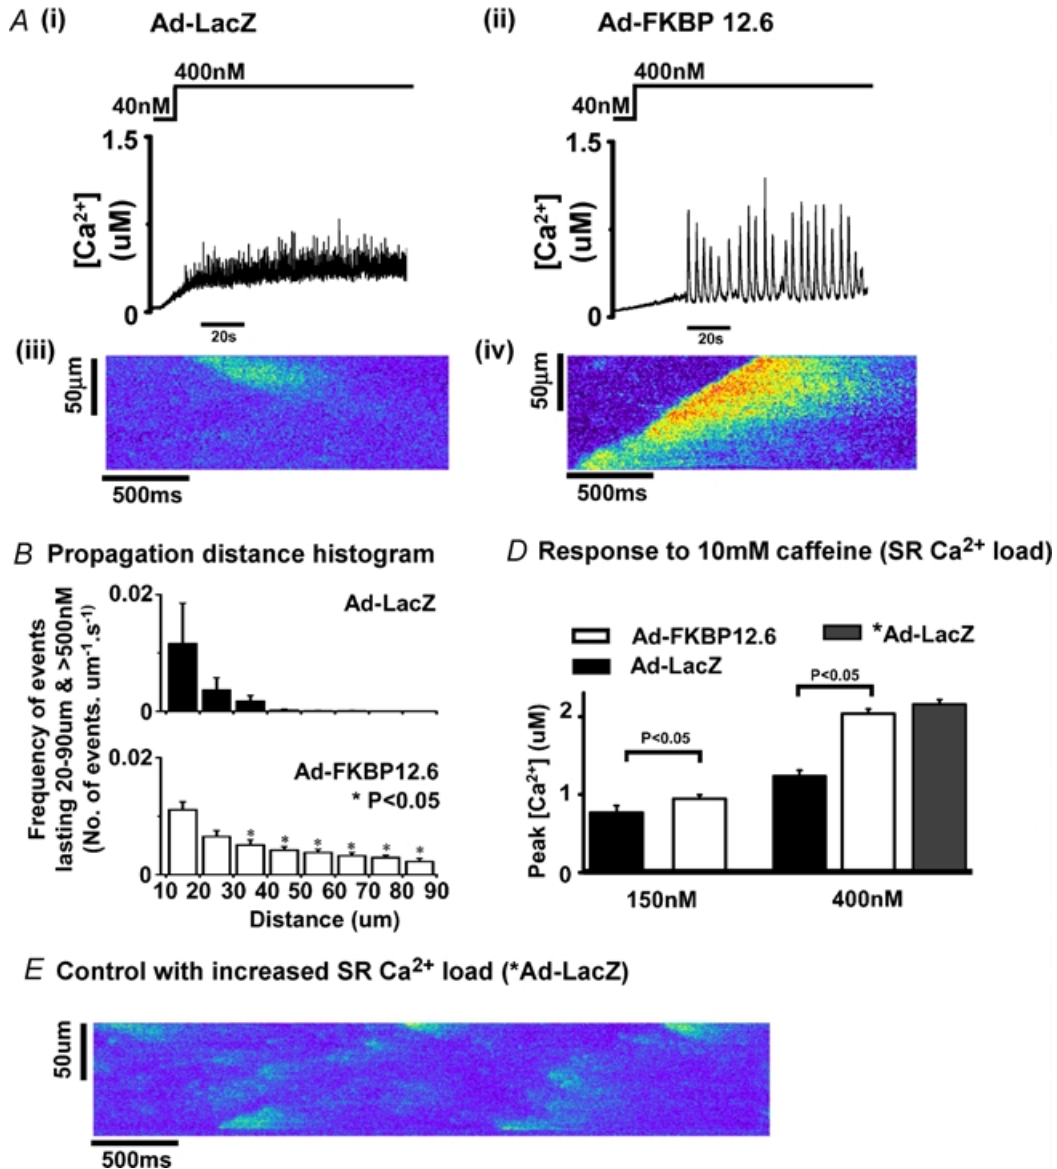 A (i) Ad-LacZ
(ii) Ad-FKBP 12.6
400nM
40nM
1.5
[Ca²⁺]
(uM)
0
20s
400nM
40nM
1.5
[Ca²⁺]
(uM)
0
20s
(iii)
50μm
500ms
(iv)
50μm
500ms
B Propagation distance histogram
Frequency of events
lasting 20-90um & >500nM
(No. of events. um⁻¹.s⁻¹)
0.02
Ad-LacZ
0
0.02
Ad-FKBP12.6
* P<0.05
* * * * * *
0
10 20 30 40 50 60 70 80 90
Distance (um)
D Response to 10mM caffeine (SR Ca²⁺ load)
Ad-FKBP12.6
*Ad-LacZ
Ad-LacZ
P<0.05
P<0.05
Peak [Ca²⁺] (uM)
2
1
0
150nM
400nM
E Control with increased SR Ca²⁺ load (*Ad-LacZ)
50um
500ms